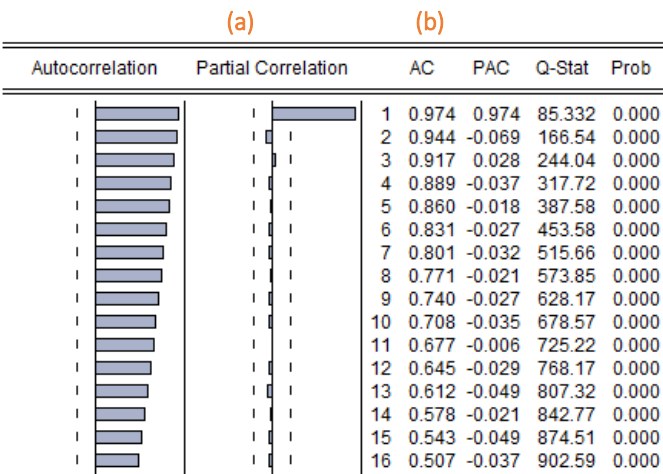 (a) (b)
Autocorrelation Partial Correlation AC PAC Q-Stat Prob
1 0.974 0.974 85.332 0.000
2 0.944 -0.069 166.54 0.000
3 0.917 0.028 244.04 0.000
4 0.889 -0.037 317.72 0.000
5 0.860 -0.018 387.58 0.000
6 0.831 -0.027 453.58 0.000
7 0.801 -0.032 515.66 0.000
8 0.771 -0.021 573.85 0.000
9 0.740 -0.027 628.17 0.000
10 0.708 -0.035 678.57 0.000
11 0.677 -0.006 725.22 0.000
12 0.645 -0.029 768.17 0.000
13 0.612 -0.049 807.32 0.000
14 0.578 -0.021 842.77 0.000
15 0.543 -0.049 874.51 0.000
16 0.507 -0.037 902.59 0.000